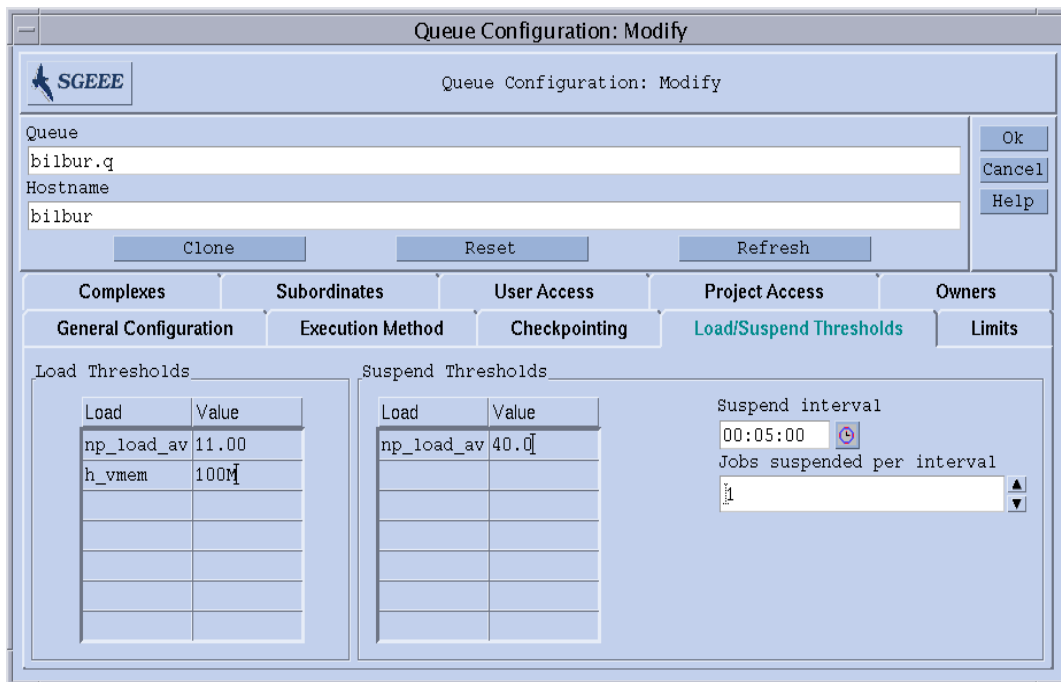 Queue Configuration: Modify
SGEEE
Queue Configuration: Modify
Queue
bilbur.q
Hostname
bilbur
Ok
Cancel
Help
Clone Reset Refresh
Complexes Subordinates User Access Project Access Owners
General Configuration Execution Method Checkpointing Load/Suspend Thresholds Limits
Load Thresholds
Load Value
np_load_av 11.00
h_vmem 100M
Suspend Thresholds
Load Value
np_load_av 40.0
Suspend interval
00:05:00
Jobs suspended per interval
1